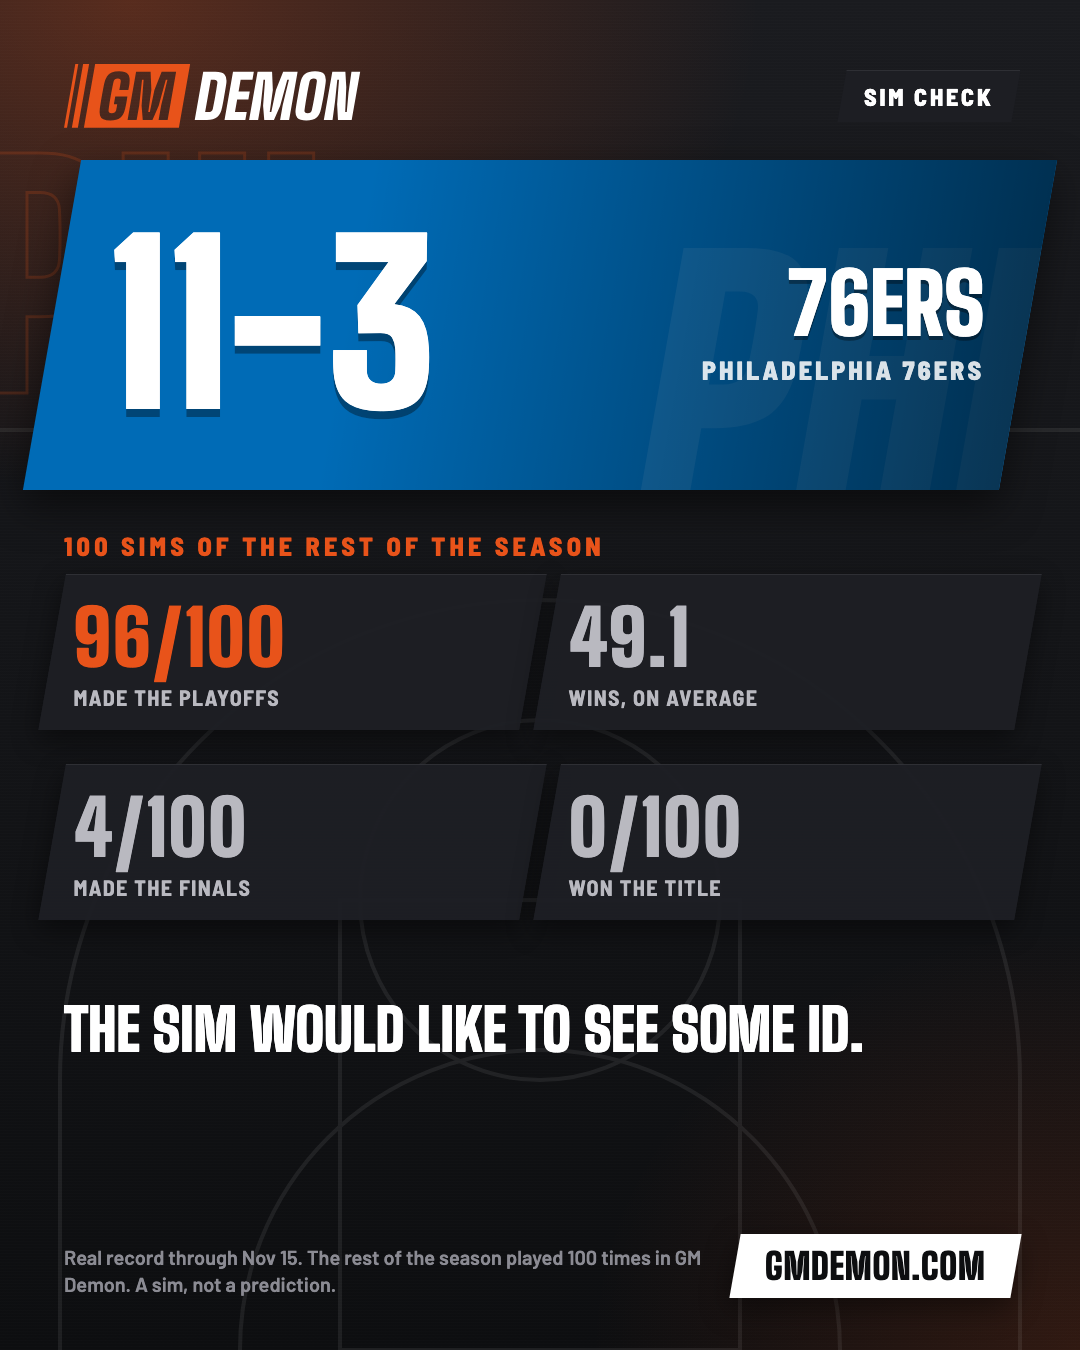 GM DEMON
SIM CHECK
11–3
76ERS
PHILADELPHIA 76ERS
PHI
100 SIMS OF THE REST OF THE SEASON
96/100
MADE THE PLAYOFFS
49.1
WINS, ON AVERAGE
4/100
MADE THE FINALS
0/100
WON THE TITLE
THE SIM WOULD LIKE TO SEE SOME ID.
Real record through Nov 15. The rest of the season played 100 times in GM
Demon. A sim, not a prediction.
GMDEMON.COM